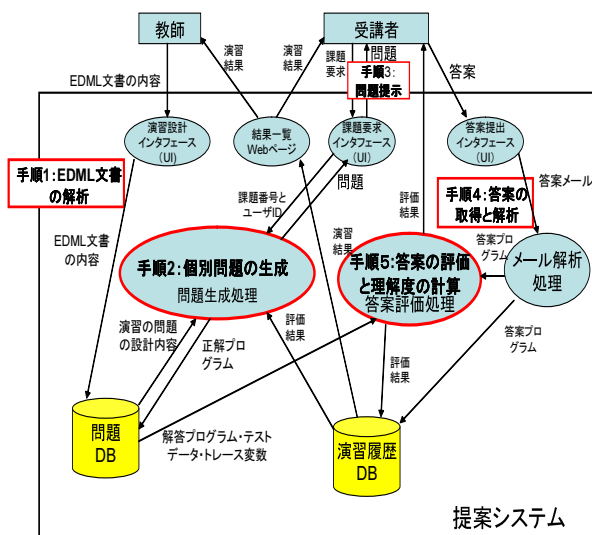 教師
受講者
演習
結果
演習
結果
課題
要求
問題
手順3:
問題提示
答案
EDML文書の内容
演習設計
インタフェース
(UI)
結果一覧
Webページ
課題要求
インタフェース
(UI)
答案提出
インタフェース
(UI)
手順1:EDML文書
の解析
課題番号と
ユーザID
問題
評価
結果
手順4:答案の
取得と解析
答案メール
EDML文書
の内容
手順2:個別問題の生成
問題生成処理
演習
結果
手順5:答案の評価
と理解度の計算
答案評価処理
答案プロ
グラム
メール解析
処理
演習の問題
の設計内容
正解プロ
グラム
評価
結果
評価
結果
答案プロ
グラム
問題
DB
解答プログラム・テスト
データ・トレース変数
演習履歴
DB
提案システム